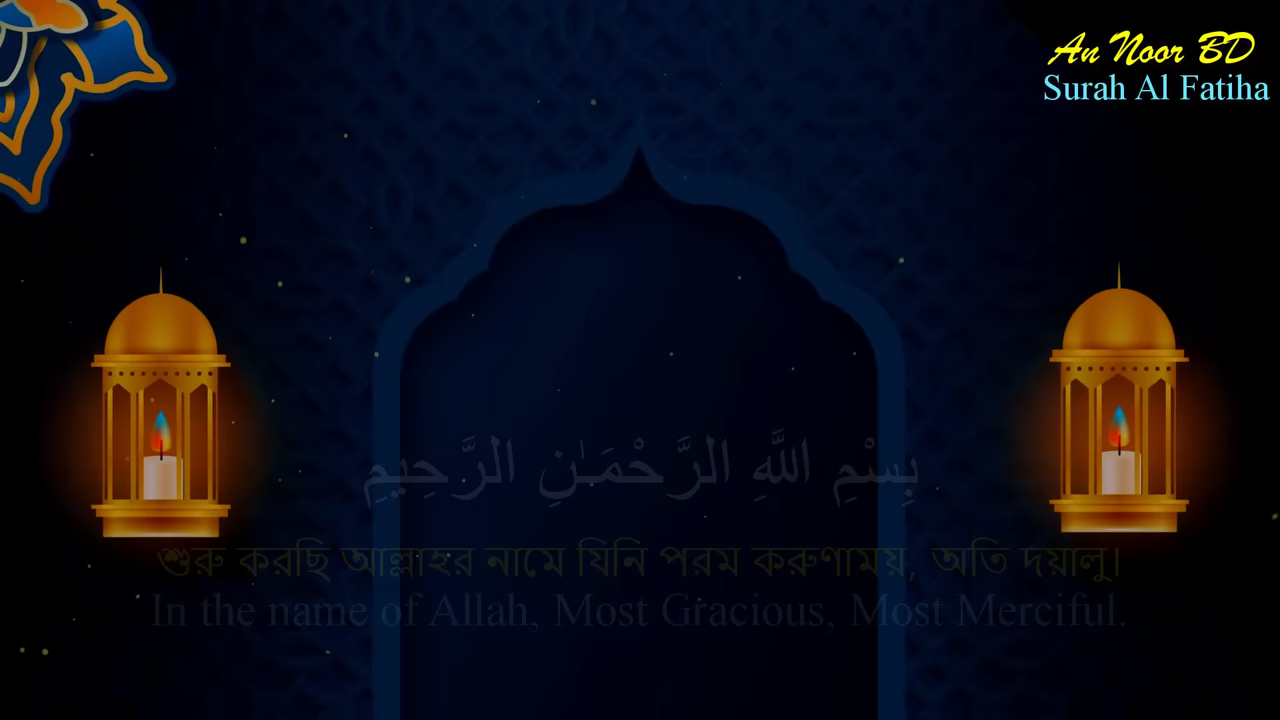 An Noor BD
Surah Al Fatiha
بِسْمِ اللَّهِ الرَّحْمَـٰنِ الرَّحِيمِ
শুরু করছি আল্লাহর নামে যিনি পরম করুণাময়, অতি দয়ালু।
In the name of Allah, Most Gracious, Most Merciful.